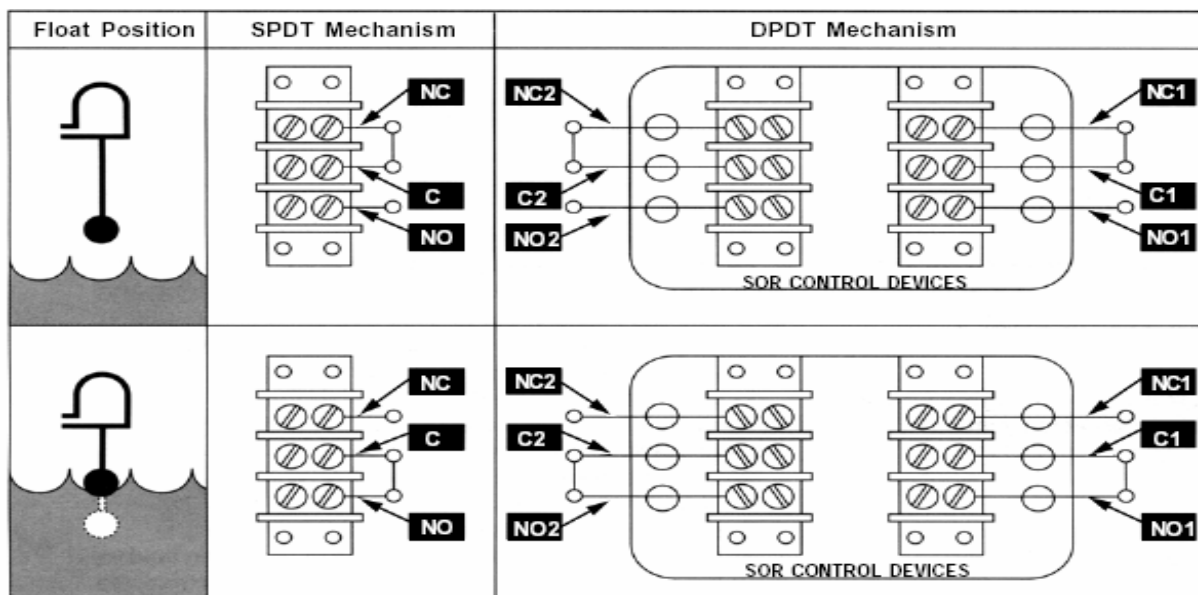 Float Position SPDT Mechanism DPDT Mechanism
NC NC2 NC1
C C2 C1
NO NO2 NO1
SOR CONTROL DEVICES
NC NC2 NC1
C C2 C1
NO NO2 NO1
SOR CONTROL DEVICES